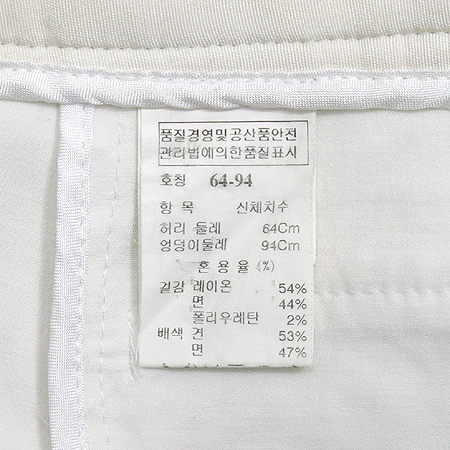 품질경영및공산품안전
관리법에의한품질표시
호칭 64-94
항 목 신체치수
허리 둘레 64Cm
엉덩이둘레 94Cm
혼 용 율 (%)
겉감 레이온 54%
면 44%
폴리우레탄 2%
배색 견 53%
면 47%